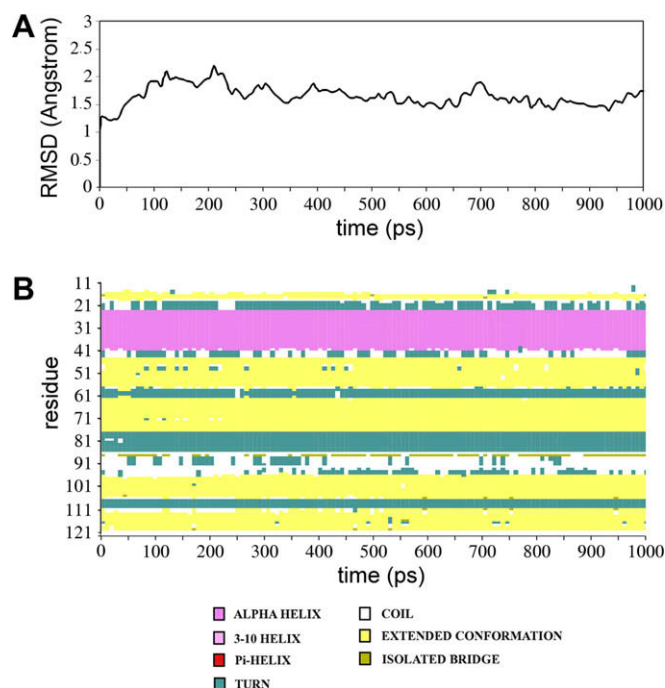 A
RMSD (Angstrom)
3
2.5
2
1.5
1
0.5
0
0 100 200 300 400 500 600 700 800 900 1000
time (ps)
B
residue
11
21
31
41
51
61
71
81
91
101
111
121
0 100 200 300 400 500 600 700 800 900 1000
time (ps)
ALPHA HELIX
3-10 HELIX
Pi-HELIX
TURN
COIL
EXTENDED CONFORMATION
ISOLATED BRIDGE